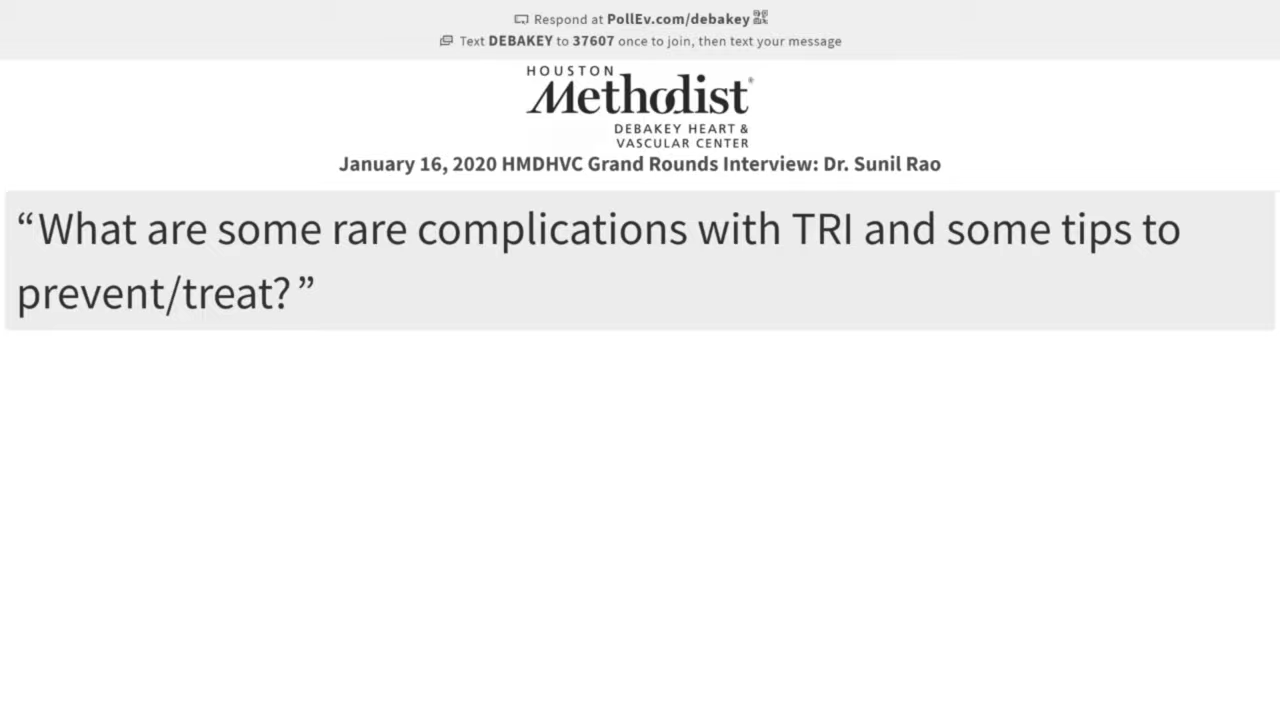 Respond at PollEv.com/debakey
Text DEBAKEY to 37607 once to join, then text your message
HOUSTON
Methodist®
DEBAKEY HEART &
VASCULAR CENTER
January 16, 2020 HMDHVC Grand Rounds Interview: Dr. Sunil Rao
“What are some rare complications with TRI and some tips to
prevent/treat? ”